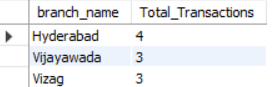 branch_name Total_Transactions
Hyderabad 4
Vijayawada 3
Vizag 3